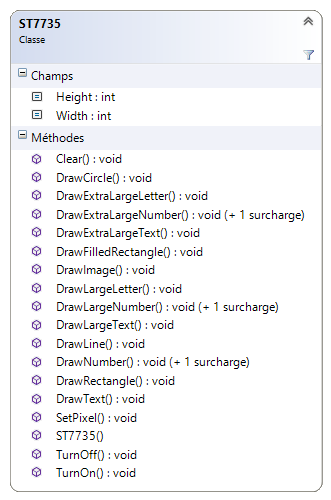 ST7735
Classe
Champs
Height : int
Width : int
Méthodes
Clear() : void
DrawCircle() : void
DrawExtraLargeLetter() : void
DrawExtraLargeNumber() : void (+ 1 surcharge)
DrawExtraLargeText() : void
DrawFilledRectangle() : void
DrawImage() : void
DrawLargeLetter() : void
DrawLargeNumber() : void (+ 1 surcharge)
DrawLargeText() : void
DrawLine() : void
DrawNumber() : void (+ 1 surcharge)
DrawRectangle() : void
DrawText() : void
SetPixel() : void
ST7735()
TurnOff() : void
TurnOn() : void